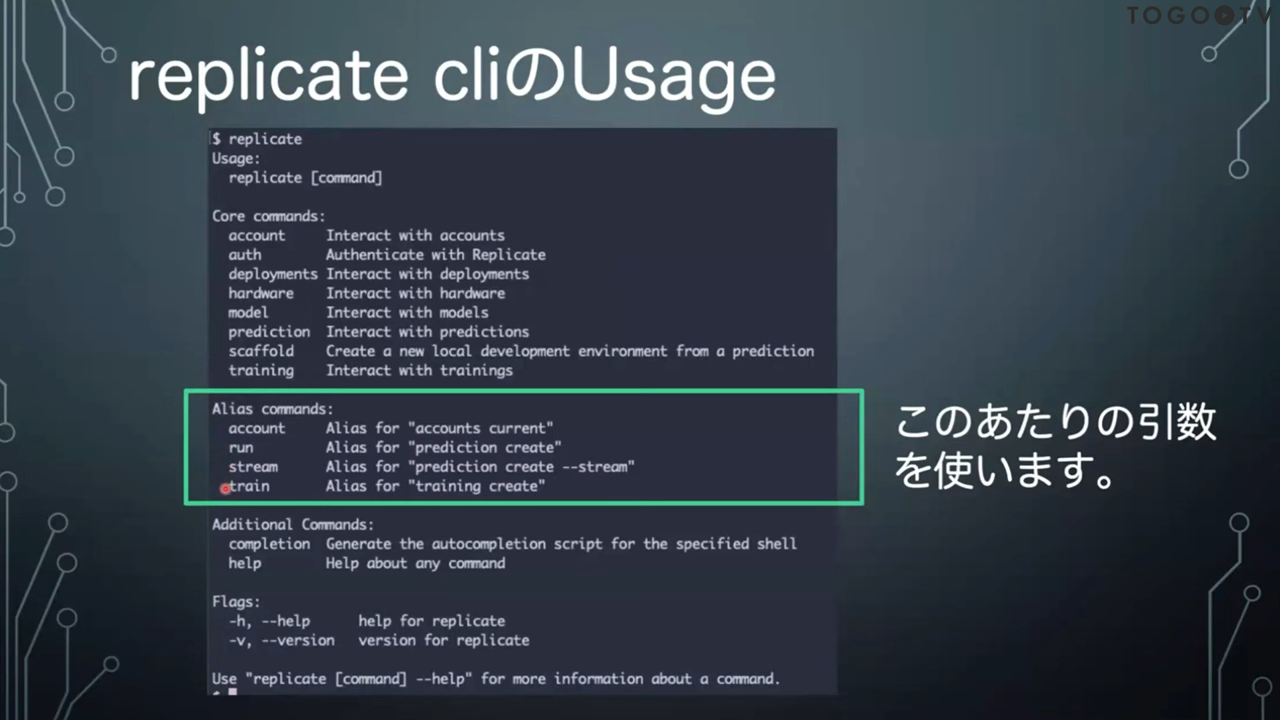 TOGO TV
replicate cliのUsage
$ replicate
Usage:
replicate [command]
Core commands:
account Interact with accounts
auth Authenticate with Replicate
deployments Interact with deployments
hardware Interact with hardware
model Interact with models
prediction Interact with predictions
scaffold Create a new local development environment from a prediction
training Interact with trainings
Alias commands:
account Alias for "accounts current"
run Alias for "prediction create"
stream Alias for "prediction create --stream"
train Alias for "training create"
このあたりの引数
を使います。
Additional Commands:
completion Generate the autocompletion script for the specified shell
help Help about any command
Flags:
-h, --help help for replicate
-v, --version version for replicate
Use "replicate [command] --help" for more information about a command.